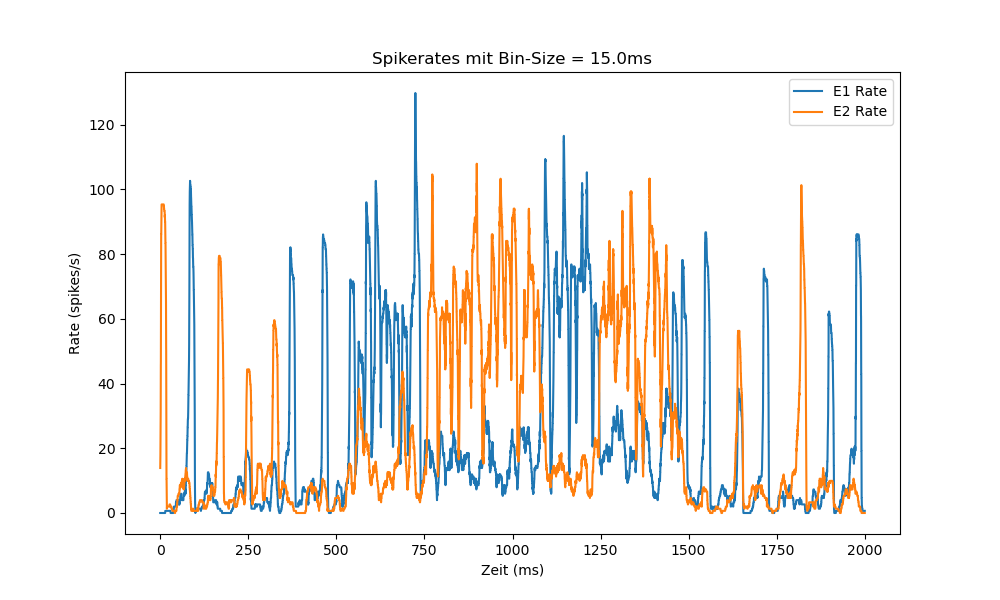 Spikerates mit Bin-Size = 15.0ms
E1 Rate
E2 Rate
120
100
80
60
40
20
0
Rate (spikes/s)
0 250 500 750 1000 1250 1500 1750 2000
Zeit (ms)